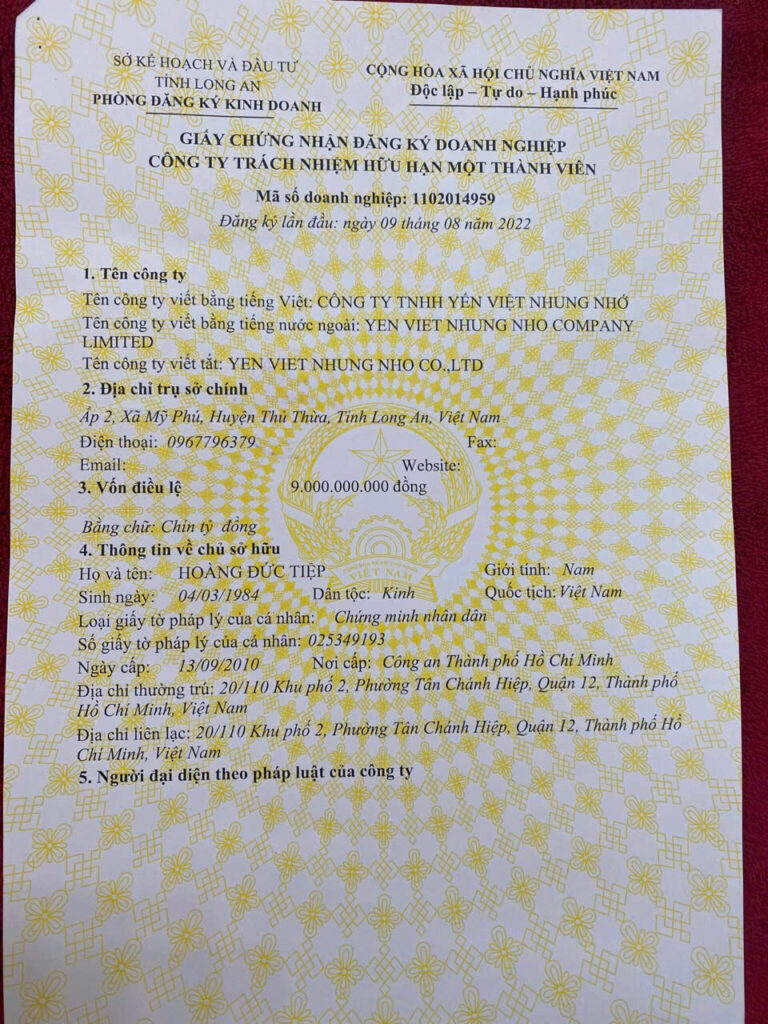 SỞ KẾ HOẠCH VÀ ĐẦU TƯ
TỈNH LONG AN
PHÒNG ĐĂNG KÝ KINH DOANH
CỘNG HÒA XÃ HỘI CHỦ NGHĨA VIỆT NAM
Độc lập – Tự do – Hạnh phúc
GIẤY CHỨNG NHẬN ĐĂNG KÝ DOANH NGHIỆP
CÔNG TY TRÁCH NHIỆM HỮU HẠN MỘT THÀNH VIÊN
Mã số doanh nghiệp: 1102014959
Đăng ký lần đầu: ngày 09 tháng 08 năm 2022
1. Tên công ty
Tên công ty viết bằng tiếng Việt: CÔNG TY TNHH YẾN VIỆT NHUNG NHỚ
Tên công ty viết bằng tiếng nước ngoài: YEN VIET NHUNG NHO COMPANY
LIMITED
Tên công ty viết tắt: YEN VIET NHUNG NHO CO.,LTD
2. Địa chỉ trụ sở chính
Ấp 2, Xã Mỹ Phú, Huyện Thủ Thừa, Tỉnh Long An, Việt Nam
Điện thoại: 0967796379 Fax:
Email: Website:
3. Vốn điều lệ 9.000.000.000 đồng
Bằng chữ: Chín tỷ đồng
4. Thông tin về chủ sở hữu
Họ và tên: HOÀNG ĐỨC TIỆP Giới tính: Nam
Sinh ngày: 04/03/1984 Dân tộc: Kinh Quốc tịch: Việt Nam
Loại giấy tờ pháp lý của cá nhân: Chứng minh nhân dân
Số giấy tờ pháp lý của cá nhân: 025349193
Ngày cấp: 13/09/2010 Nơi cấp: Công an Thành phố Hồ Chí Minh
Địa chỉ thường trú: 20/110 Khu phố 2, Phường Tân Chánh Hiệp, Quận 12, Thành phố
Hồ Chí Minh, Việt Nam
Địa chỉ liên lạc: 20/110 Khu phố 2, Phường Tân Chánh Hiệp, Quận 12, Thành phố Hồ
Chí Minh, Việt Nam
5. Người đại diện theo pháp luật của công ty
VIỆT NAM